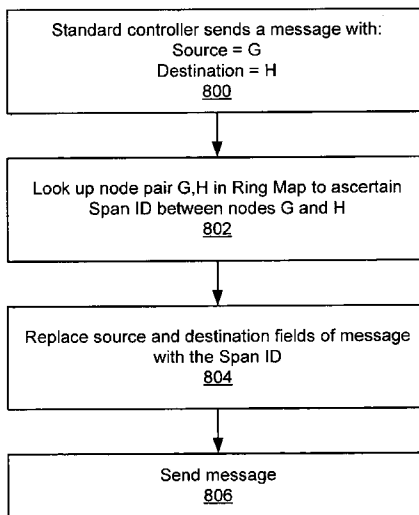 Standard controller sends a message with:
Source = G
Destination = H
800
Look up node pair G,H in Ring Map to ascertain
Span ID between nodes G and H
802
Replace source and destination fields of message
with the Span ID
804
Send message
806